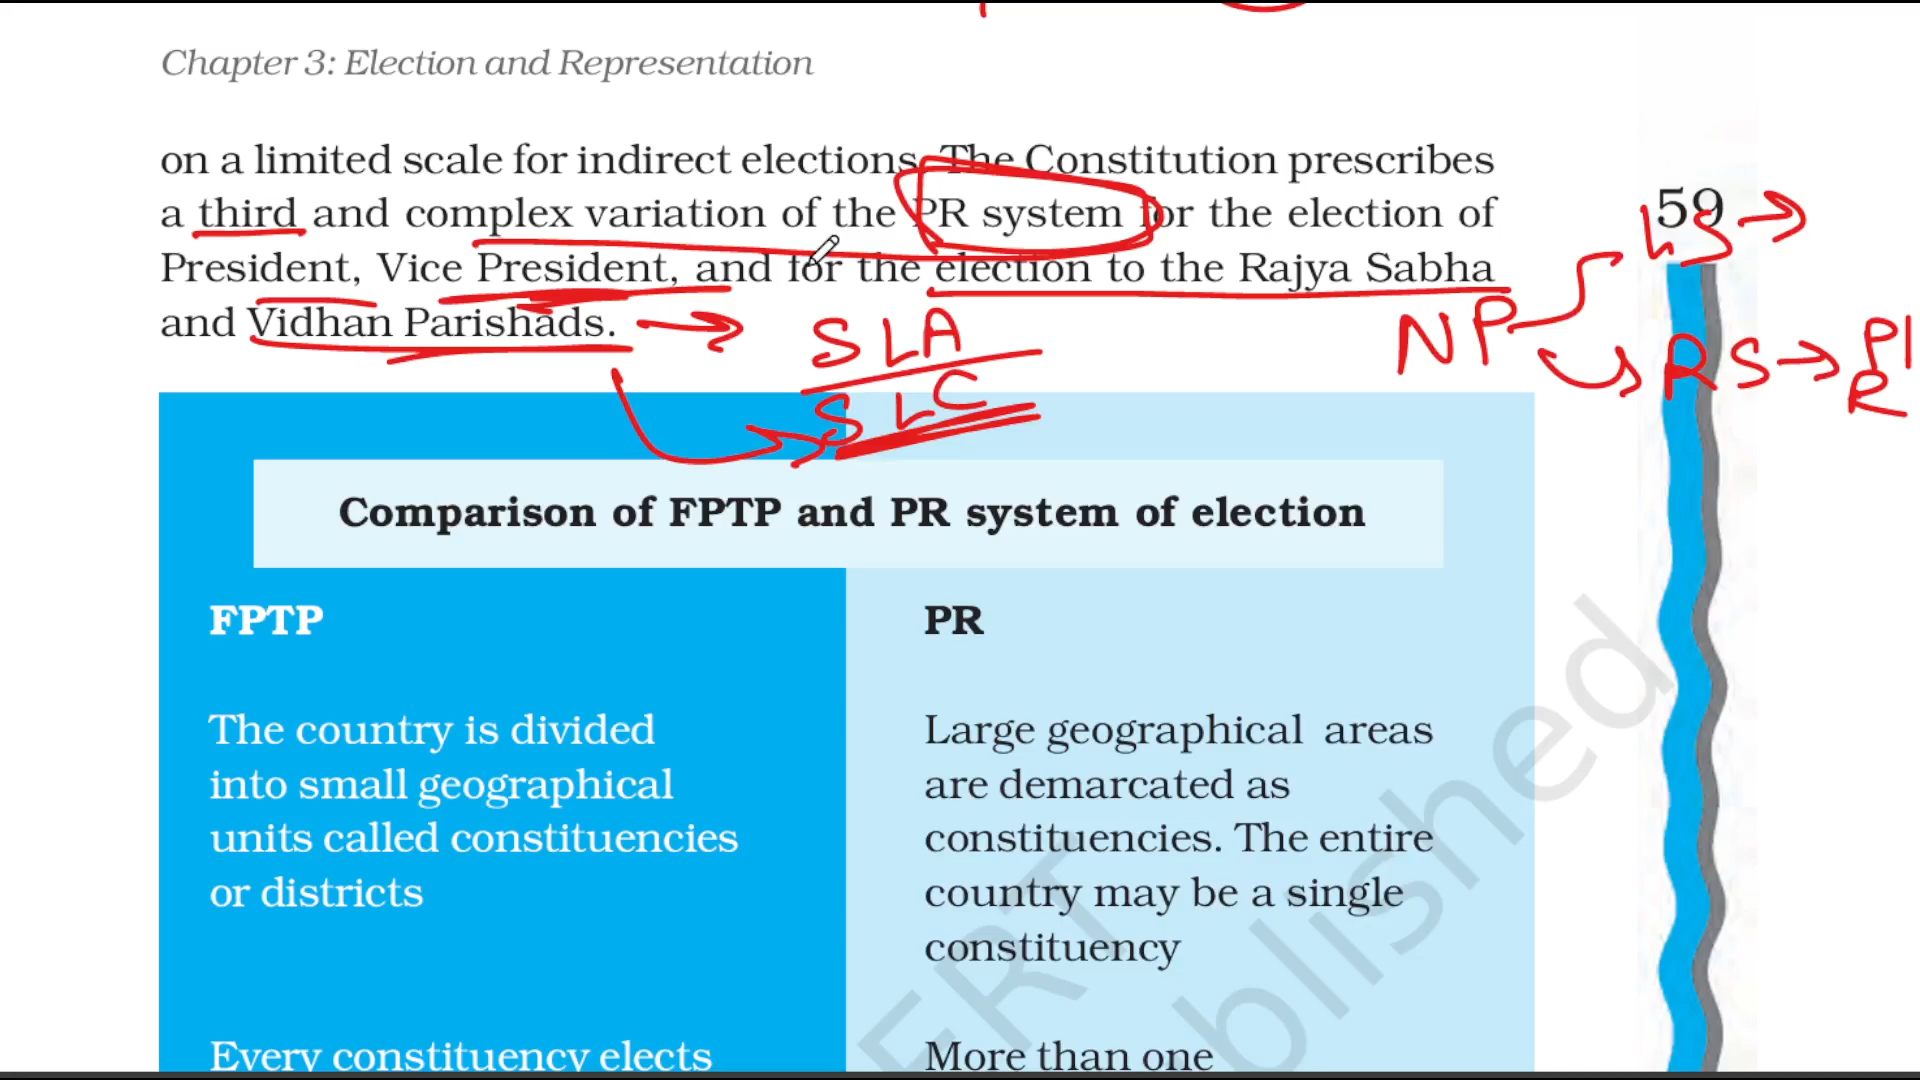 Chapter 3: Election and Representation
on a limited scale for indirect elections. The Constitution prescribes
a third and complex variation of the PR system for the election of
President, Vice President, and for the election to the Rajya Sabha
and Vidhan Parishads.
59
LS
NP
RS
PR
SLA
SLC
Comparison of FPTP and PR system of election
FPTP
The country is divided
into small geographical
units called constituencies
or districts
Every constituency elects
PR
Large geographical areas
are demarcated as
constituencies. The entire
country may be a single
constituency
More than one
blished